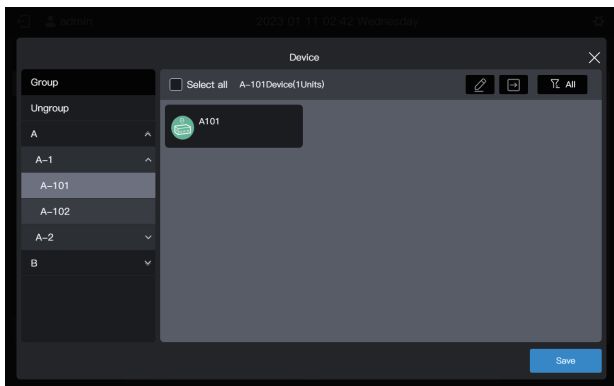 admin
2023 01 11 02:42 Wednesday
Device
Group
Select all A-101Device(1Units)
All
Ungroup
A
A101
A-1
A-101
A-102
A-2
B
Save